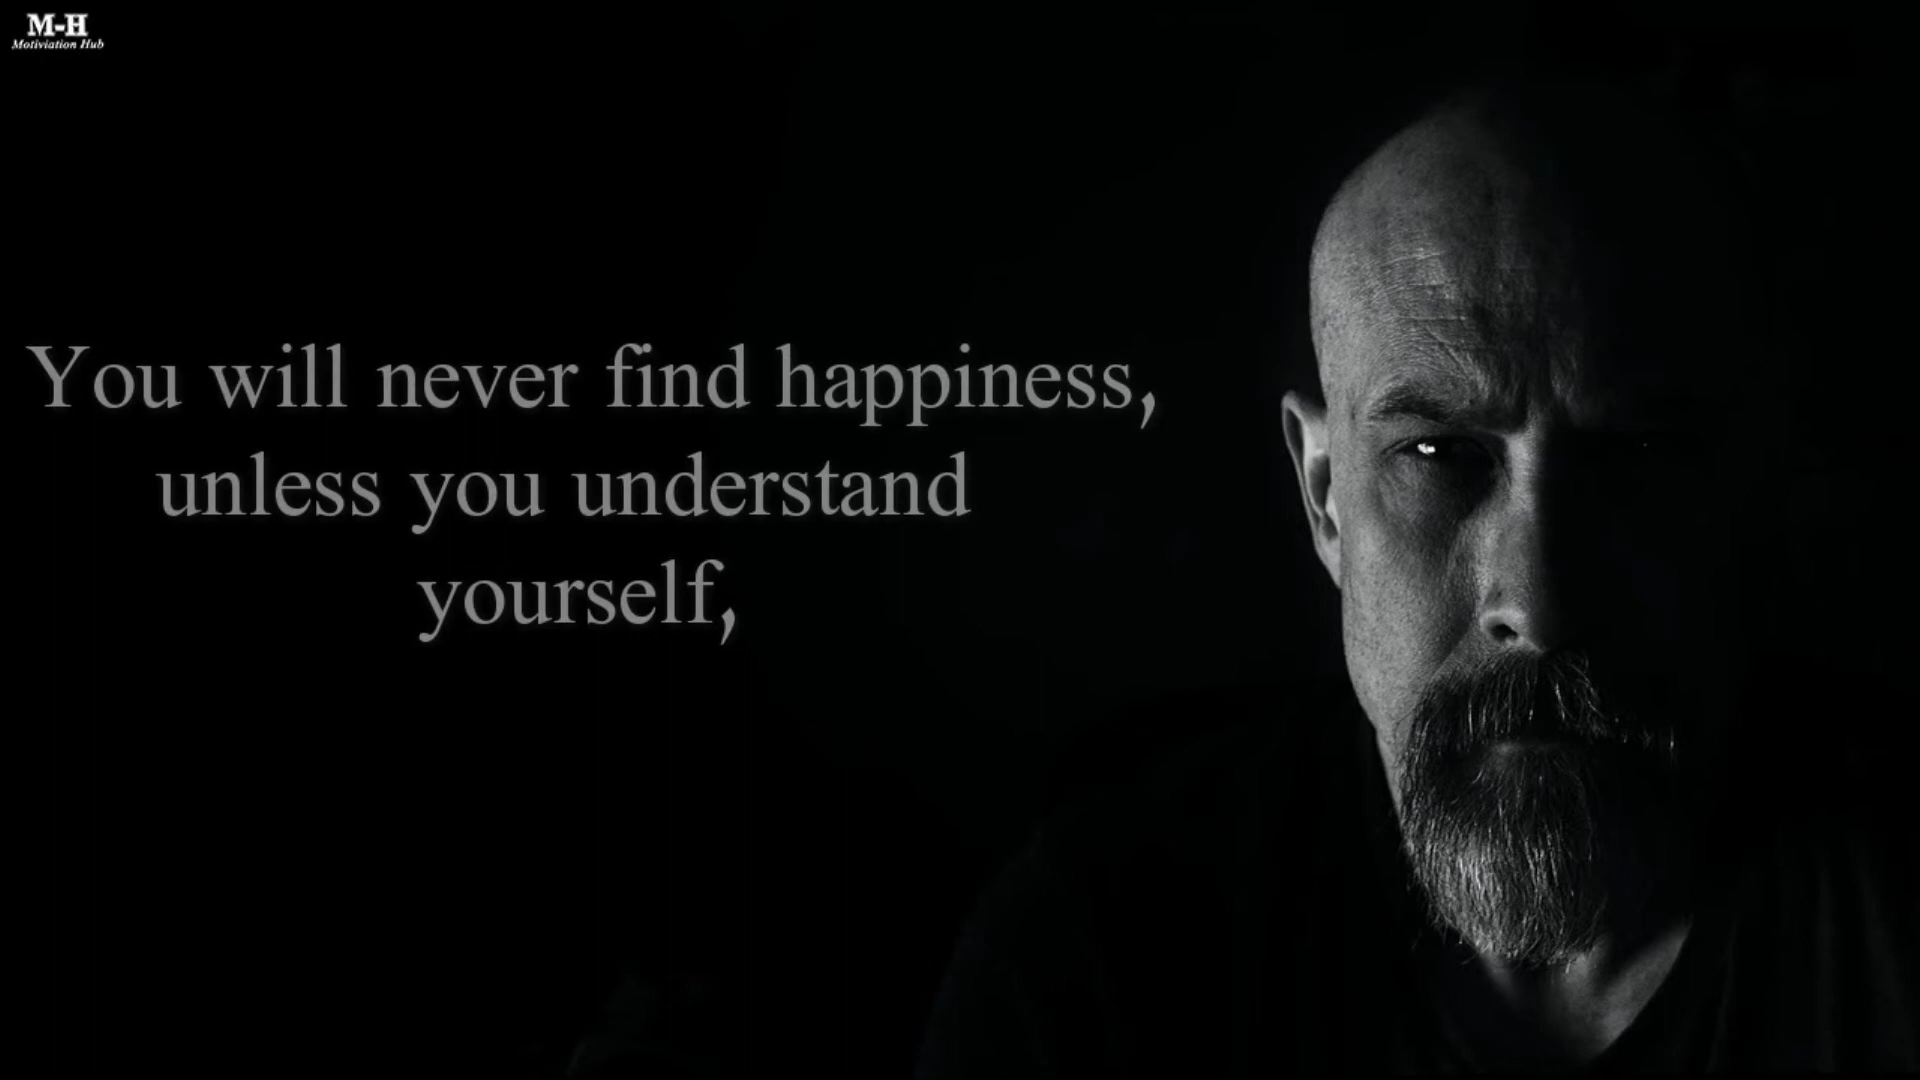 M-H
Motiviation Hub
You will never find happiness,
unless you understand
yourself,